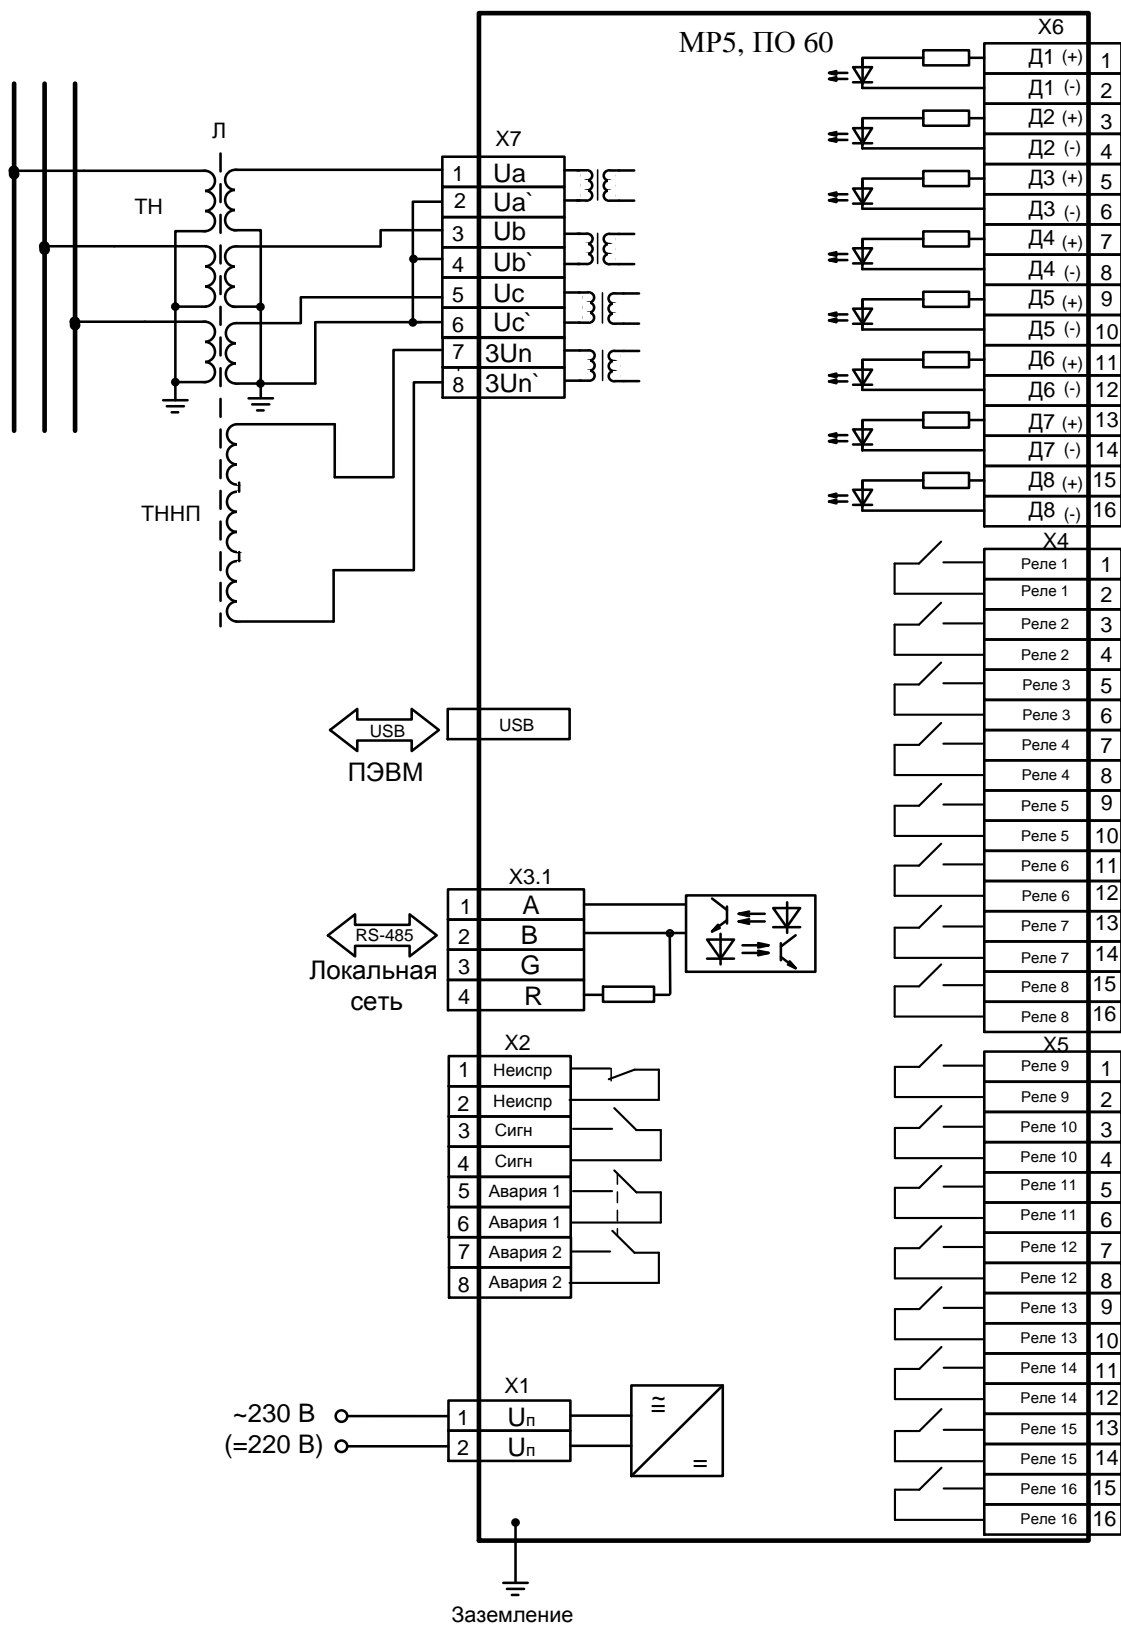 МР5, ПО 60
Л
ТН
ТННП
X7
1 Ua
2 Ua`
3 Ub
4 Ub`
5 Uc
6 Uc`
7 3Un
8 3Un`
USB
USB
ПЭВМ
X3.1
1 A
2 B
3 G
4 R
RS-485
Локальная
сеть
X2
1 Неиспр
2 Неиспр
3 Сигн
4 Сигн
5 Авария 1
6 Авария 1
7 Авария 2
8 Авария 2
X1
~230 В
(=220 В)
1 Uп
2 Uп
≅
=
Заземление
X6
Д1 (+) 1
Д1 (-) 2
Д2 (+) 3
Д2 (-) 4
Д3 (+) 5
Д3 (-) 6
Д4 (+) 7
Д4 (-) 8
Д5 (+) 9
Д5 (-) 10
Д6 (+) 11
Д6 (-) 12
Д7 (+) 13
Д7 (-) 14
Д8 (+) 15
Д8 (-) 16
X4
Реле 1 1
Реле 1 2
Реле 2 3
Реле 2 4
Реле 3 5
Реле 3 6
Реле 4 7
Реле 4 8
Реле 5 9
Реле 5 10
Реле 6 11
Реле 6 12
Реле 7 13
Реле 7 14
Реле 8 15
Реле 8 16
X5
Реле 9 1
Реле 9 2
Реле 10 3
Реле 10 4
Реле 11 5
Реле 11 6
Реле 12 7
Реле 12 8
Реле 13 9
Реле 13 10
Реле 14 11
Реле 14 12
Реле 15 13
Реле 15 14
Реле 16 15
Реле 16 16